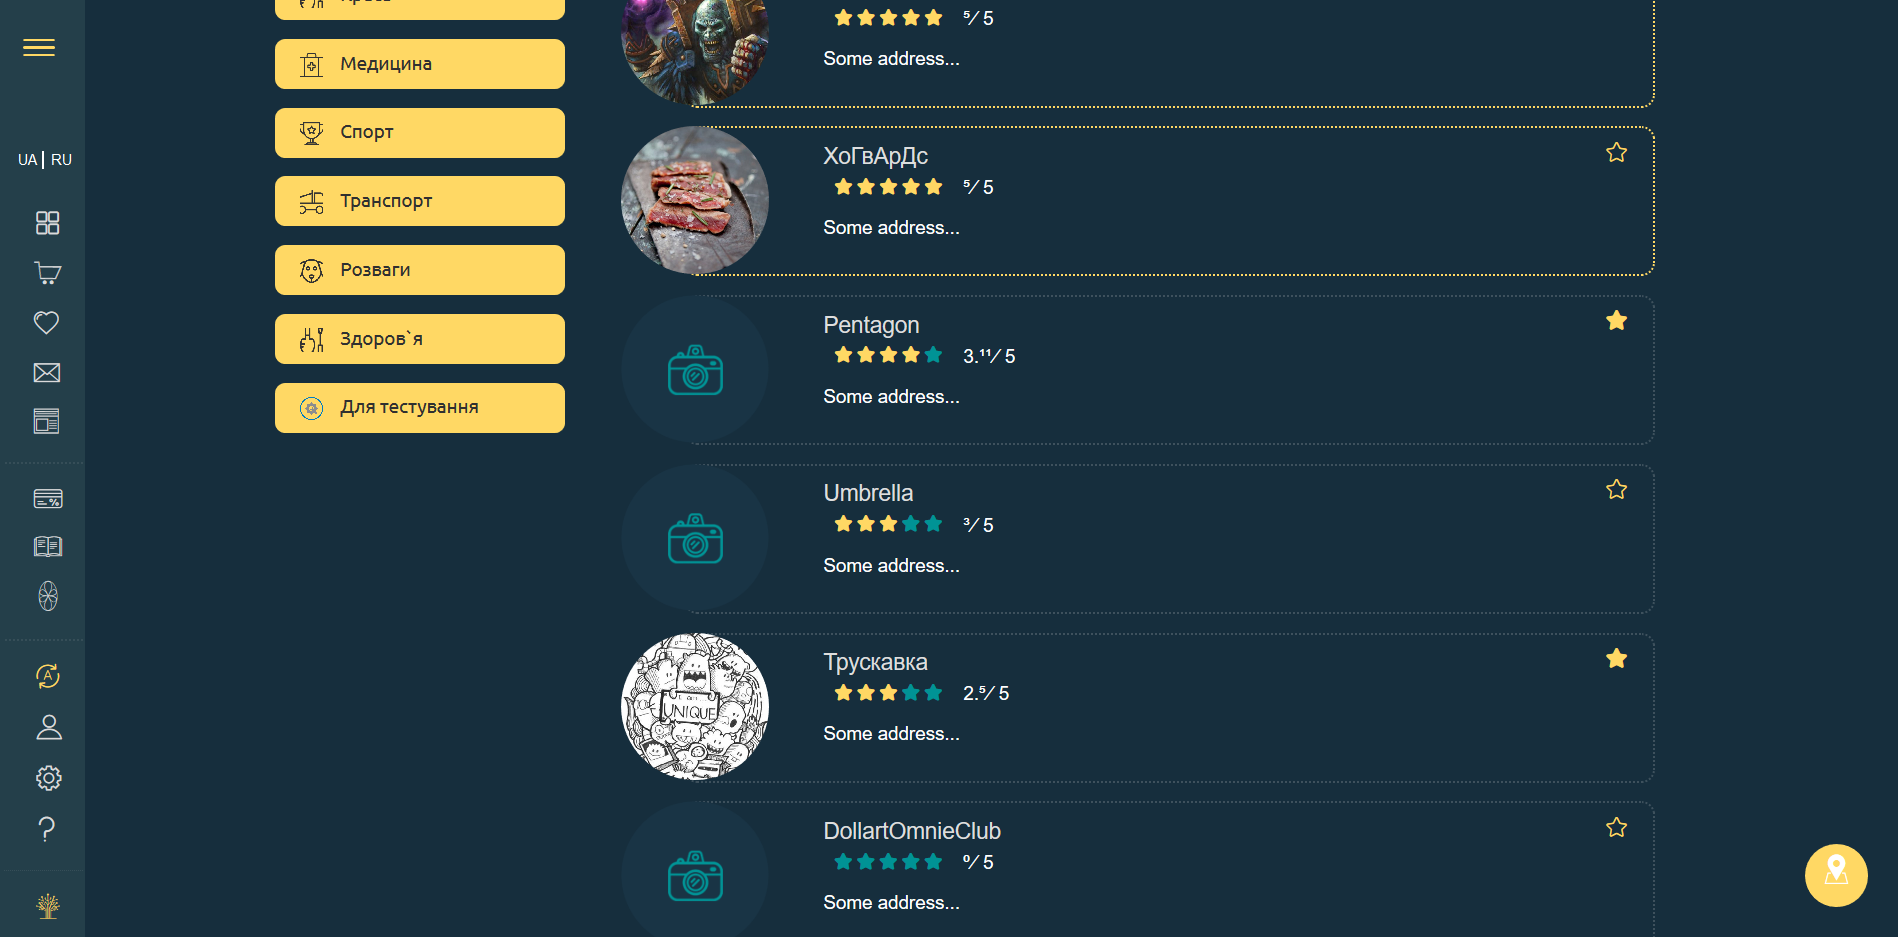 UA | RU
Краса
Медицина
Спорт
Транспорт
Розваги
Здоров`я
Для тестування
⁵⁄ 5
Some address...
ХоГвАрДс
⁵⁄ 5
Some address...
Pentagon
3.¹¹⁄ 5
Some address...
Umbrella
³⁄ 5
Some address...
Трускавка
UNIQUE
2.⁵⁄ 5
Some address...
DollartOmnieClub
⁰⁄ 5
Some address...